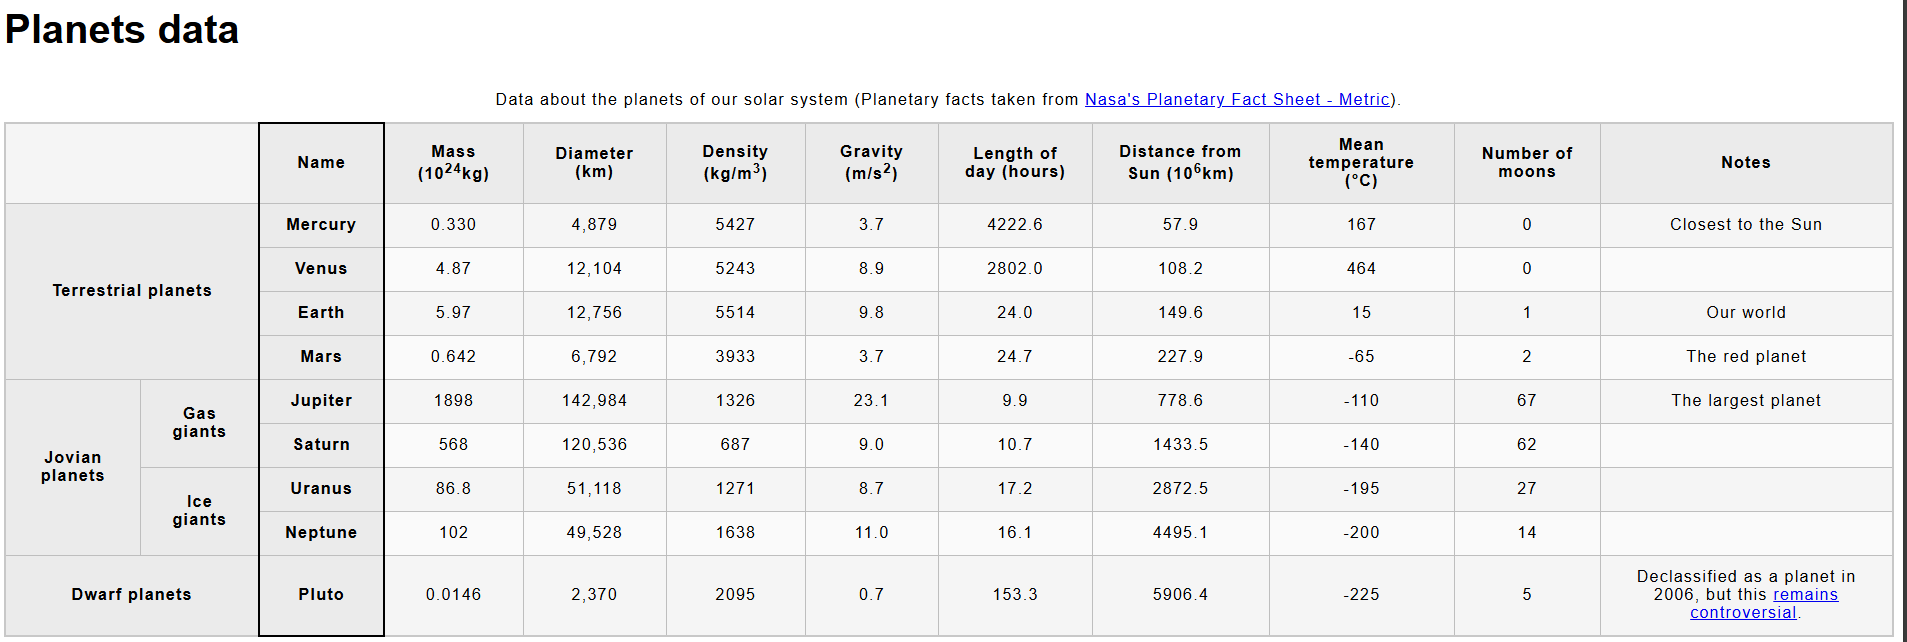 Planets data
Data about the planets of our solar system (Planetary facts taken from Nasa's Planetary Fact Sheet - Metric).
Name
Mass
(10²⁴kg)
Diameter
(km)
Density
(kg/m³)
Gravity
(m/s²)
Length of
day (hours)
Distance from
Sun (10⁶km)
Mean
temperature
(°C)
Number of
moons
Notes
Terrestrial planets
Mercury 0.330 4,879 5427 3.7 4222.6 57.9 167 0 Closest to the Sun
Venus 4.87 12,104 5243 8.9 2802.0 108.2 464 0
Earth 5.97 12,756 5514 9.8 24.0 149.6 15 1 Our world
Mars 0.642 6,792 3933 3.7 24.7 227.9 -65 2 The red planet
Jovian
planets
Gas
giants
Jupiter 1898 142,984 1326 23.1 9.9 778.6 -110 67 The largest planet
Saturn 568 120,536 687 9.0 10.7 1433.5 -140 62
Ice
giants
Uranus 86.8 51,118 1271 8.7 17.2 2872.5 -195 27
Neptune 102 49,528 1638 11.0 16.1 4495.1 -200 14
Dwarf planets
Pluto 0.0146 2,370 2095 0.7 153.3 5906.4 -225 5
Declassified as a planet in
2006, but this remains
controversial.